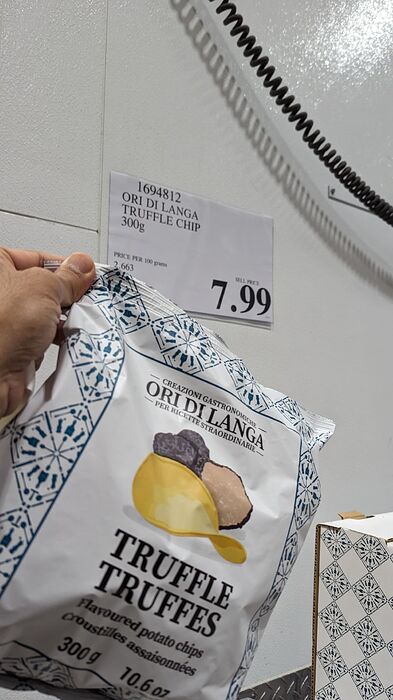 1694812
ORI DI LANGA
TRUFFLE CHIP
300g
PRICE PER 100 grams
2.663
SELL PRICE
7.99
CREAZIONI GASTRONOMICHE
ORI DI LANGA
PER RICETTE STRAORDINARIE
TRUFFLE
TRUFFES
Flavoured potato chips
Croustilles assaisonnées
300 g 10.6 oz